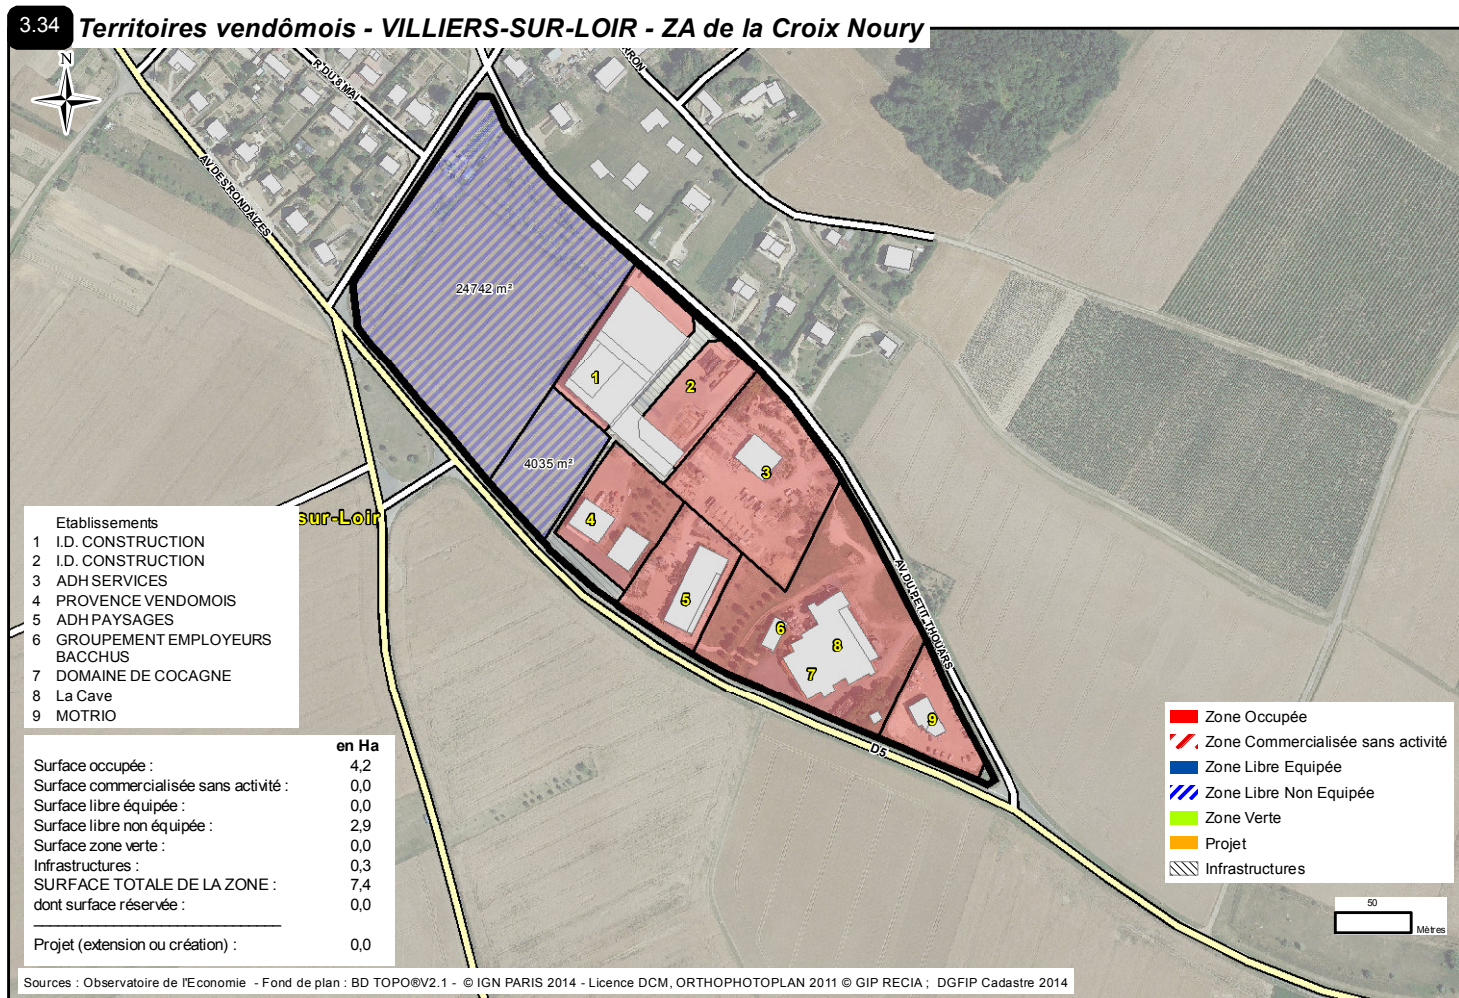 3.34 Territoires vendômois - VILLIERS-SUR-LOIR - ZA de la Croix Noury
N
R DU 8 MAI
RRON
AV DES RONDAIZES
24742 m²
1
2
3
4035 m²
4
5
6
8
7
9
AV. DU PETIT THOUARS
D5
sur-Loir
Etablissements
1 I.D. CONSTRUCTION
2 I.D. CONSTRUCTION
3 ADH SERVICES
4 PROVENCE VENDOMOIS
5 ADH PAYSAGES
6 GROUPEMENT EMPLOYEURS
BACCHUS
7 DOMAINE DE COCAGNE
8 La Cave
9 MOTRIO
en Ha
Surface occupée : 4,2
Surface commercialisée sans activité : 0,0
Surface libre équipée : 0,0
Surface libre non équipée : 2,9
Surface zone verte : 0,0
Infrastructures : 0,3
SURFACE TOTALE DE LA ZONE : 7,4
dont surface réservée : 0,0
Projet (extension ou création) : 0,0
Zone Occupée
Zone Commercialisée sans activité
Zone Libre Equipée
Zone Libre Non Equipée
Zone Verte
Projet
Infrastructures
50
Mètres
Sources : Observatoire de l'Economie - Fond de plan : BD TOPO®V2.1 - © IGN PARIS 2014 - Licence DCM, ORTHOPHOTOPLAN 2011 © GIP RECIA ; DGFIP Cadastre 2014